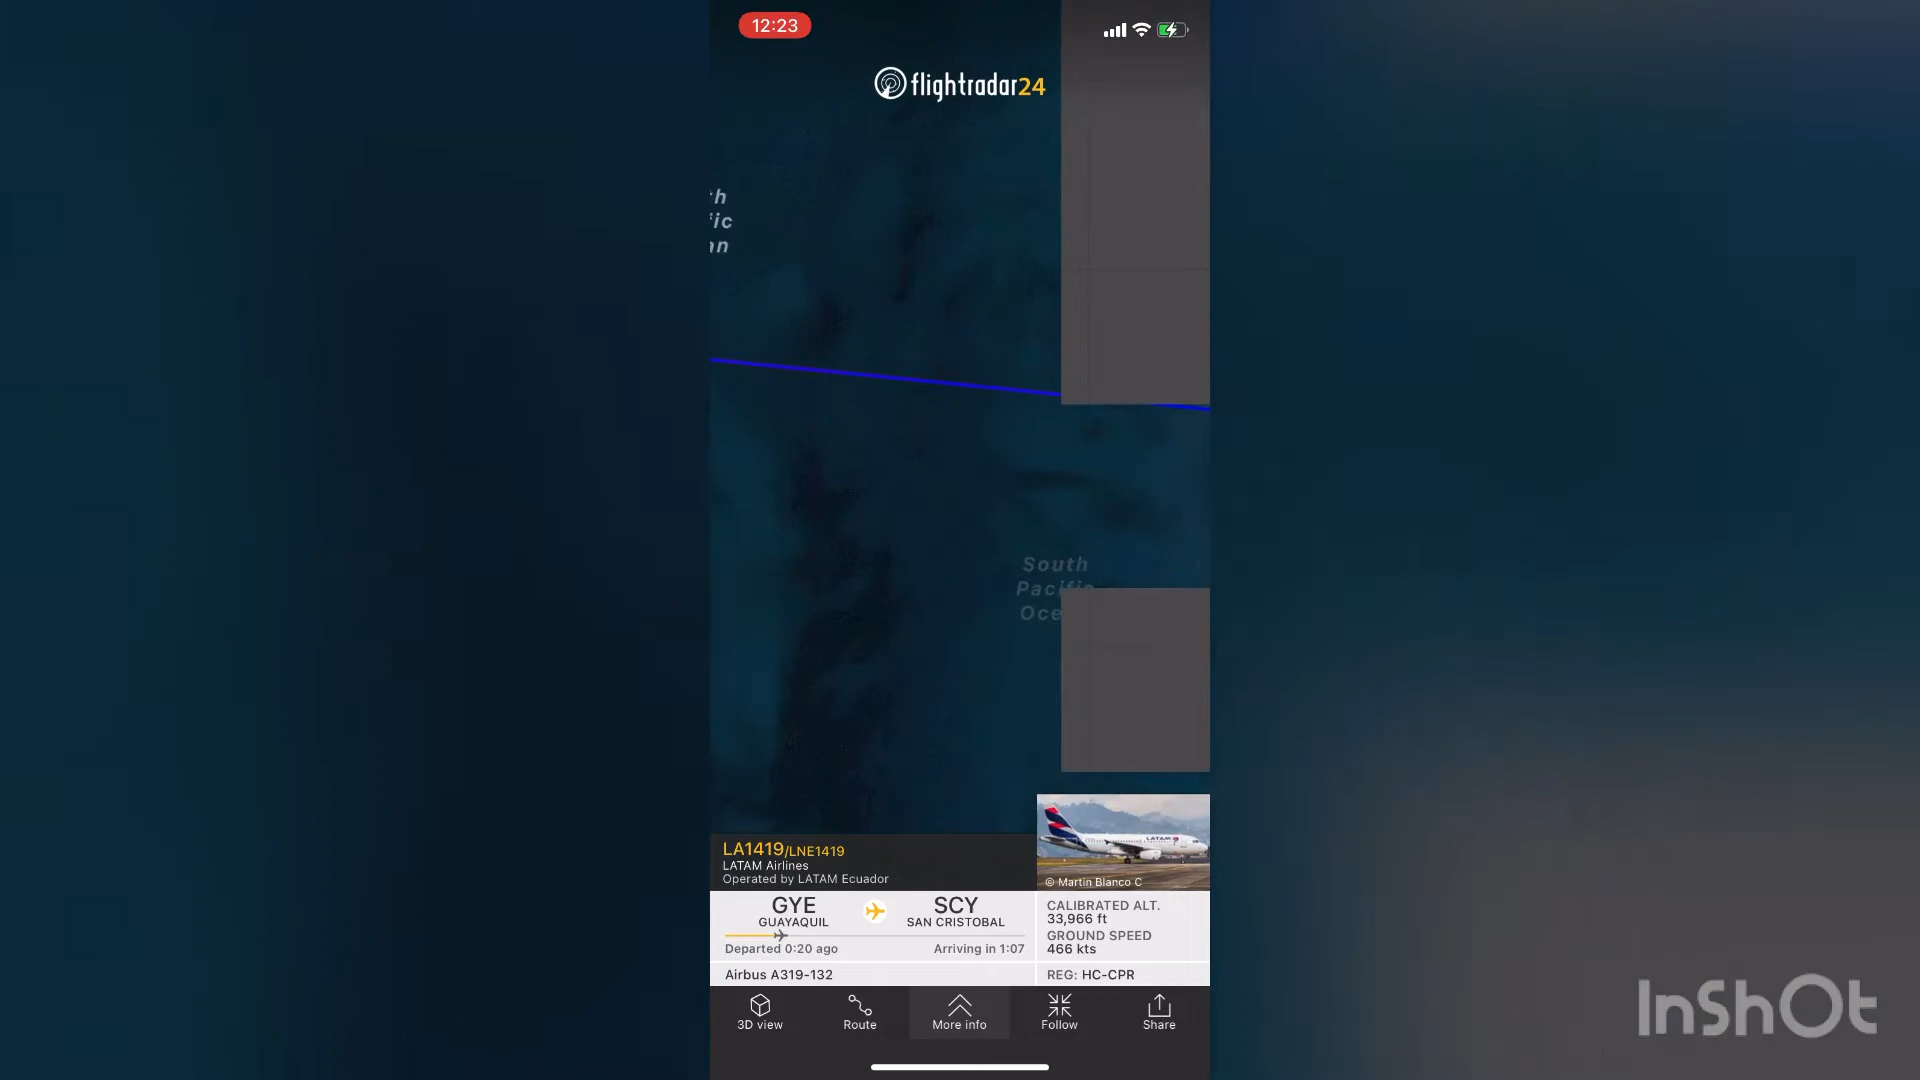 12:23
flightradar24
South
Oce
LA1419/LNE1419
LATAM Airlines
Operated by LATAM Ecuador
LATAM
© Martin Blanco C
GYE
GUAYAQUIL
SCY
SAN CRISTOBAL
Departed 0:20 ago
Arriving in 1:07
CALIBRATED ALT.
33,966 ft
GROUND SPEED
466 kts
Airbus A319-132
REG: HC-CPR
3D view
Route
More info
Follow
Share
InShOt